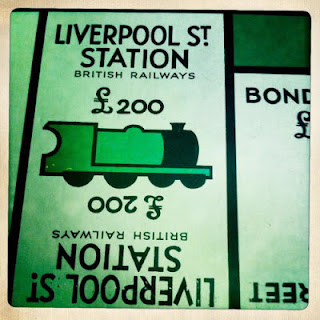 LIVERPOOL ST.
STATION
BRITISH RAILWAYS
£200
£200
BRITISH RAILWAYS
STATION
LIVERPOOL ST.
BOND
£
REET